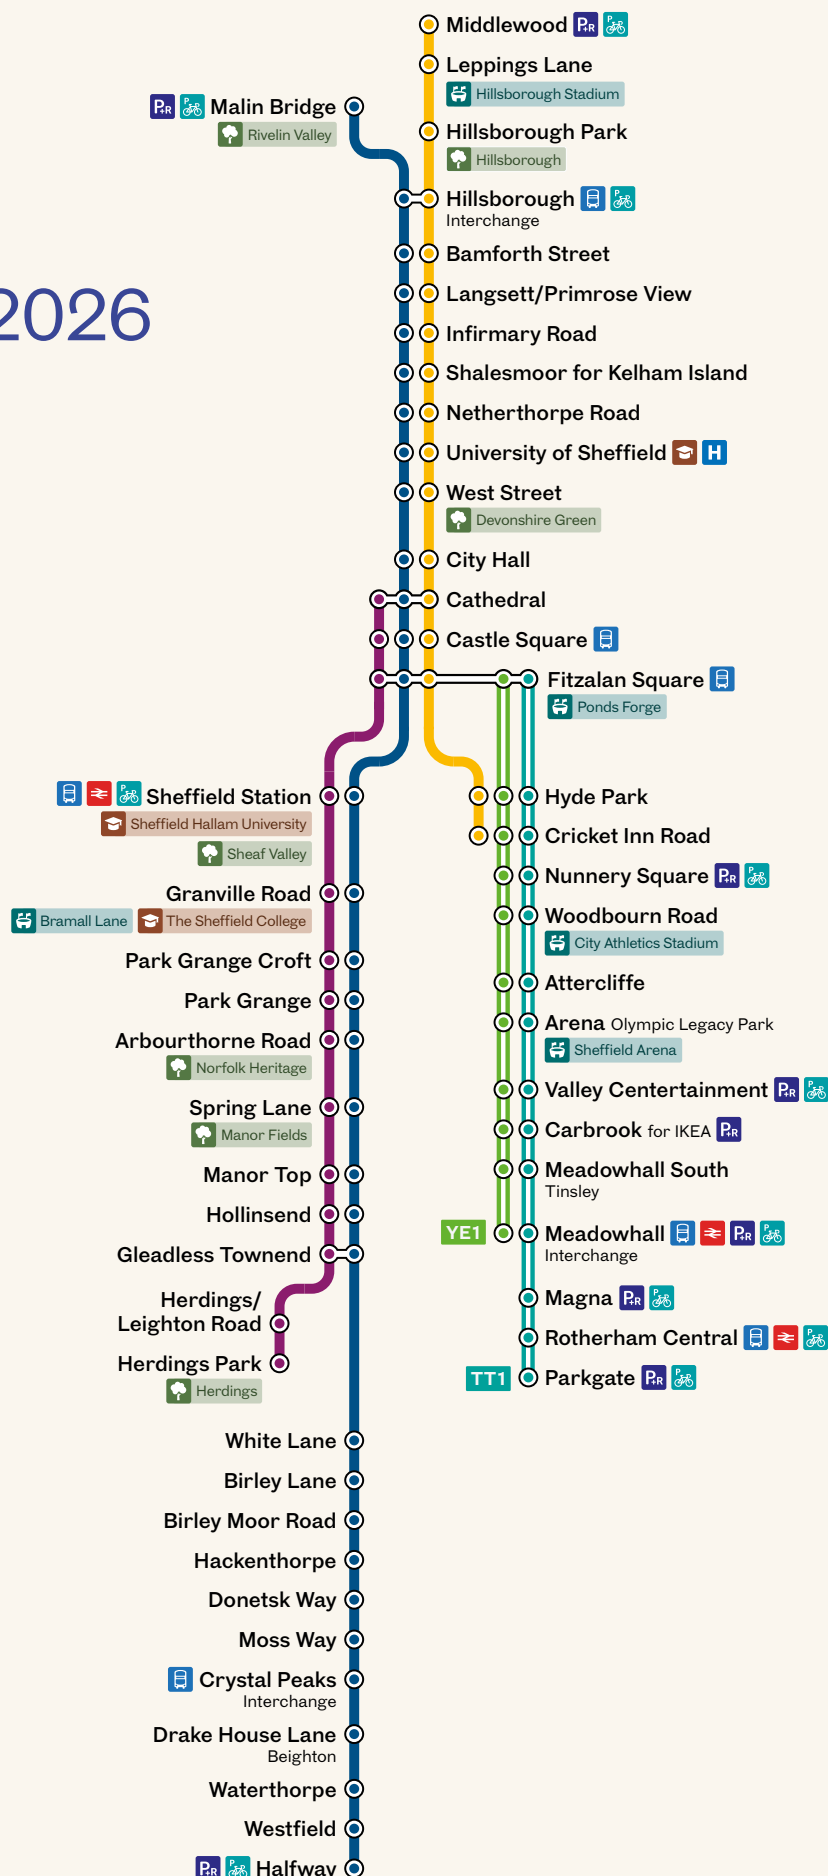 Middlewood P+R P
Leppings Lane
Hillsborough Stadium
P+R P Malin Bridge
Rivelin Valley
Hillsborough Park
Hillsborough
Hillsborough P
Interchange
Bamforth Street
2026
Langsett/Primrose View
Infirmary Road
Shalesmoor for Kelham Island
Netherthorpe Road
University of Sheffield H
West Street
Devonshire Green
City Hall
Cathedral
Castle Square
Fitzalan Square
Ponds Forge
P Sheffield Station
Sheffield Hallam University
Sheaf Valley
Hyde Park
Cricket Inn Road
Nunnery Square P+R P
Granville Road
Bramall Lane The Sheffield College
Woodbourn Road
City Athletics Stadium
Park Grange Croft
Attercliffe
Park Grange
Arena Olympic Legacy Park
Sheffield Arena
Arbourthorne Road
Norfolk Heritage
Valley Centertainment P+R P
Spring Lane
Manor Fields
Carbrook for IKEA P+R
Manor Top
Meadowhall South
Tinsley
Hollinsend
YE1 Meadowhall P+R P
Interchange
Gleadless Townend
Herdings/
Leighton Road
Magna P+R P
Rotherham Central P
Herdings Park
Herdings
TT1 Parkgate P+R P
White Lane
Birley Lane
Birley Moor Road
Hackenthorpe
Donetsk Way
Moss Way
Crystal Peaks
Interchange
Drake House Lane
Beighton
Waterthorpe
Westfield
P+R P Halfway